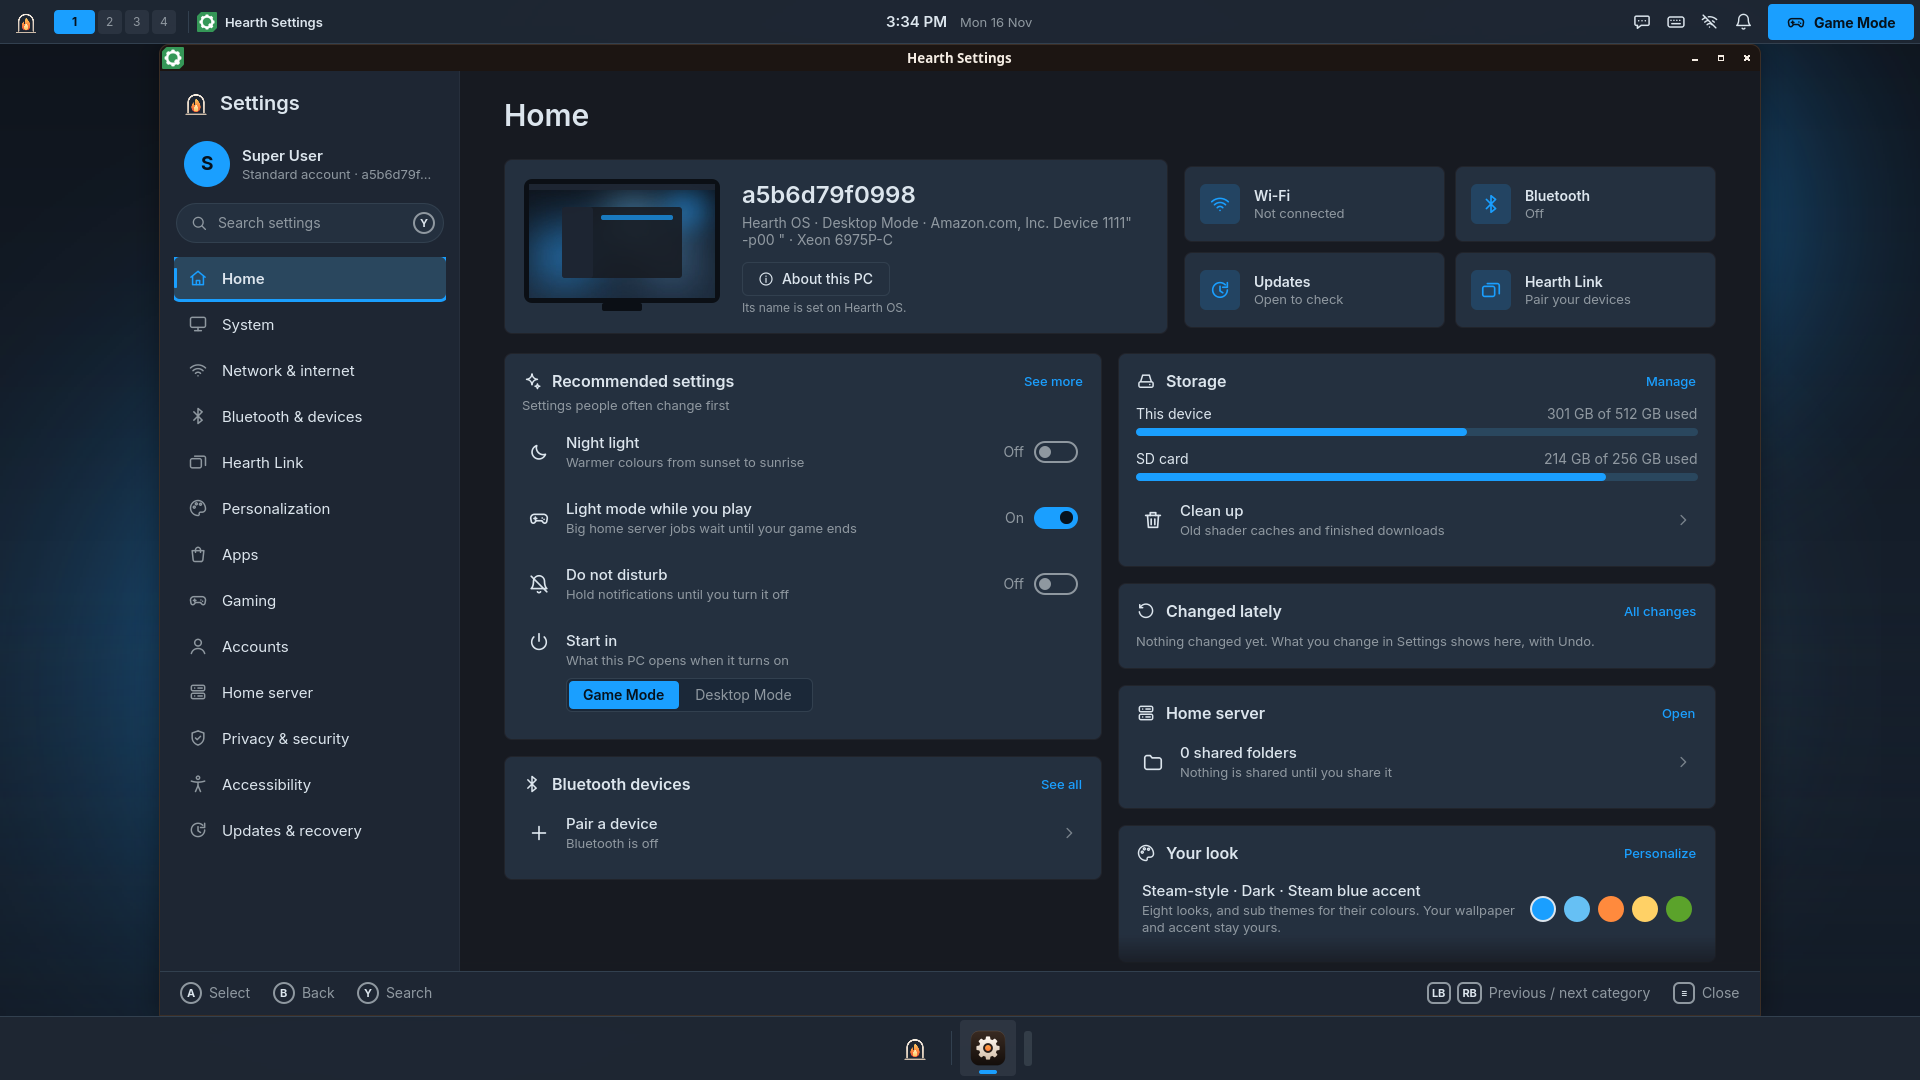 1 2 3 4 Hearth Settings
3:34 PM Mon 16 Nov
Game Mode
Hearth Settings
Settings
S
Super User
Standard account · a5b6d79f...
Search settings Y
Home
System
Network & internet
Bluetooth & devices
Hearth Link
Personalization
Apps
Gaming
Accounts
Home server
Privacy & security
Accessibility
Updates & recovery
Home
a5b6d79f0998
Hearth OS · Desktop Mode · Amazon.com, Inc. Device 1111"
-p00 " · Xeon 6975P-C
About this PC
Its name is set on Hearth OS.
Wi-Fi
Not connected
Bluetooth
Off
Updates
Open to check
Hearth Link
Pair your devices
Recommended settings See more
Settings people often change first
Night light
Warmer colours from sunset to sunrise
Off
Light mode while you play
Big home server jobs wait until your game ends
On
Do not disturb
Hold notifications until you turn it off
Off
Start in
What this PC opens when it turns on
Game Mode Desktop Mode
Bluetooth devices See all
Pair a device
Bluetooth is off
Storage Manage
This device 301 GB of 512 GB used
SD card 214 GB of 256 GB used
Clean up
Old shader caches and finished downloads
Changed lately All changes
Nothing changed yet. What you change in Settings shows here, with Undo.
Home server Open
0 shared folders
Nothing is shared until you share it
Your look Personalize
Steam-style · Dark · Steam blue accent
Eight looks, and sub themes for their colours. Your wallpaper
and accent stay yours.
A Select B Back Y Search
LB RB Previous / next category Close